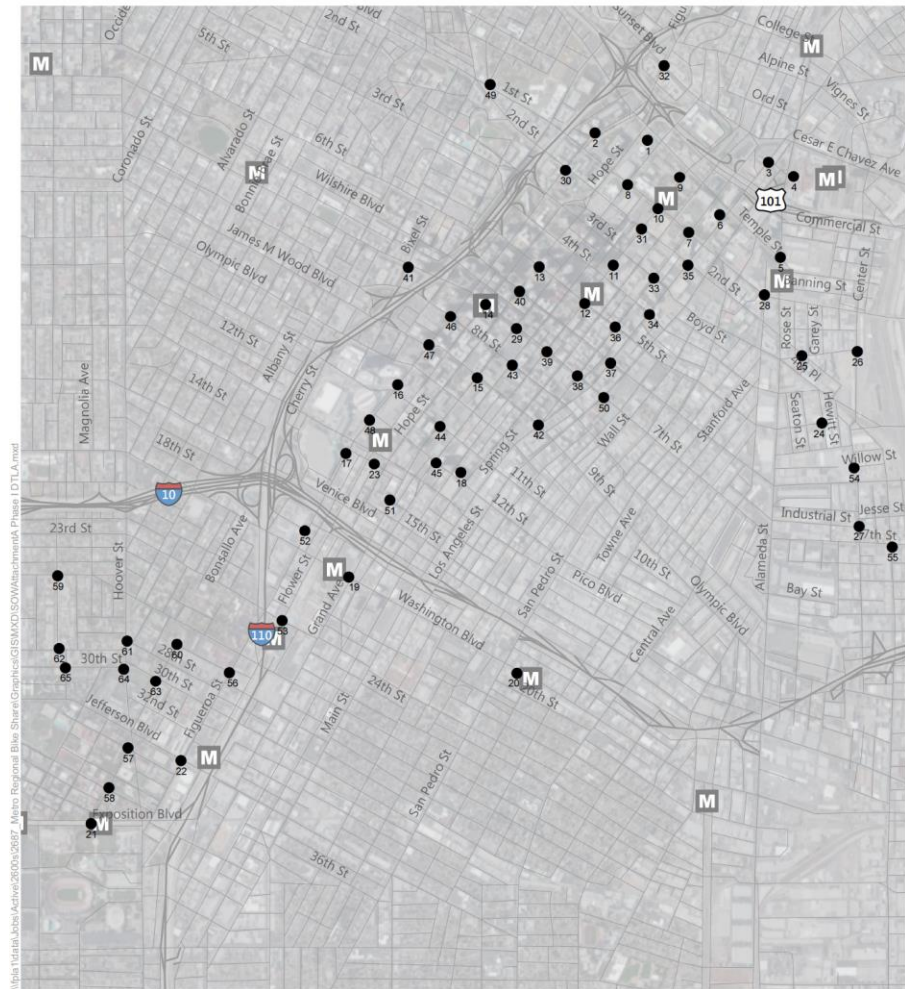 Occide
5th St
2nd St
Blvd
Sunset Blvd
Figu
College St
M
M
Alpine St
Vignes St
32
Coronado St
Alvarado St
3rd St
49
1st St
2nd St
Ord St
6th St
Bonnie Brae St
M
2
1
Cesar E Chavez Ave
Hope St
30
3
4
M
Wilshire Blvd
8
9
M
101
10
Commercial St
James M Wood Blvd
Bixel St
3rd St
31
6
7
Temple St
Olympic Blvd
4th St
41
13
11
35
5
2nd St
33
M
Banning St
Center St
40
12
M
28
14
46
34
Boyd St
Rose St
Garey St
12th St
Albany St
8th St
29
36
5th St
47
39
26
43
25
4th Pl
14th St
Cherry St
15
38
37
16
50
Stanford Ave
Magnolia Ave
Hope St
Wall St
Seaton St
Hewitt St
24
18th St
48
M
44
42
7th St
17
23
45
18
Spring St
Willow St
54
11th St
9th St
10
Venice Blvd
51
12th St
Industrial St
Jesse St
23rd St
15th St
27
7th St
Bonsallo Ave
52
Los Angeles St
Towne Ave
55
Hoover St
10th St
Alameda St
59
Flower St
M
19
San Pedro St
Pico Blvd
Olympic Blvd
Bay St
Grand Ave
Washington Blvd
Central Ave
53
110
M
62
61
60
28th St
30th St
65
64
30th St
63
56
20
M
20th St
32nd St
24th St
Figueroa St
Main St
Jefferson Blvd
57
22
M
San Pedro St
58
M
Exposition Blvd
21
M
36th St